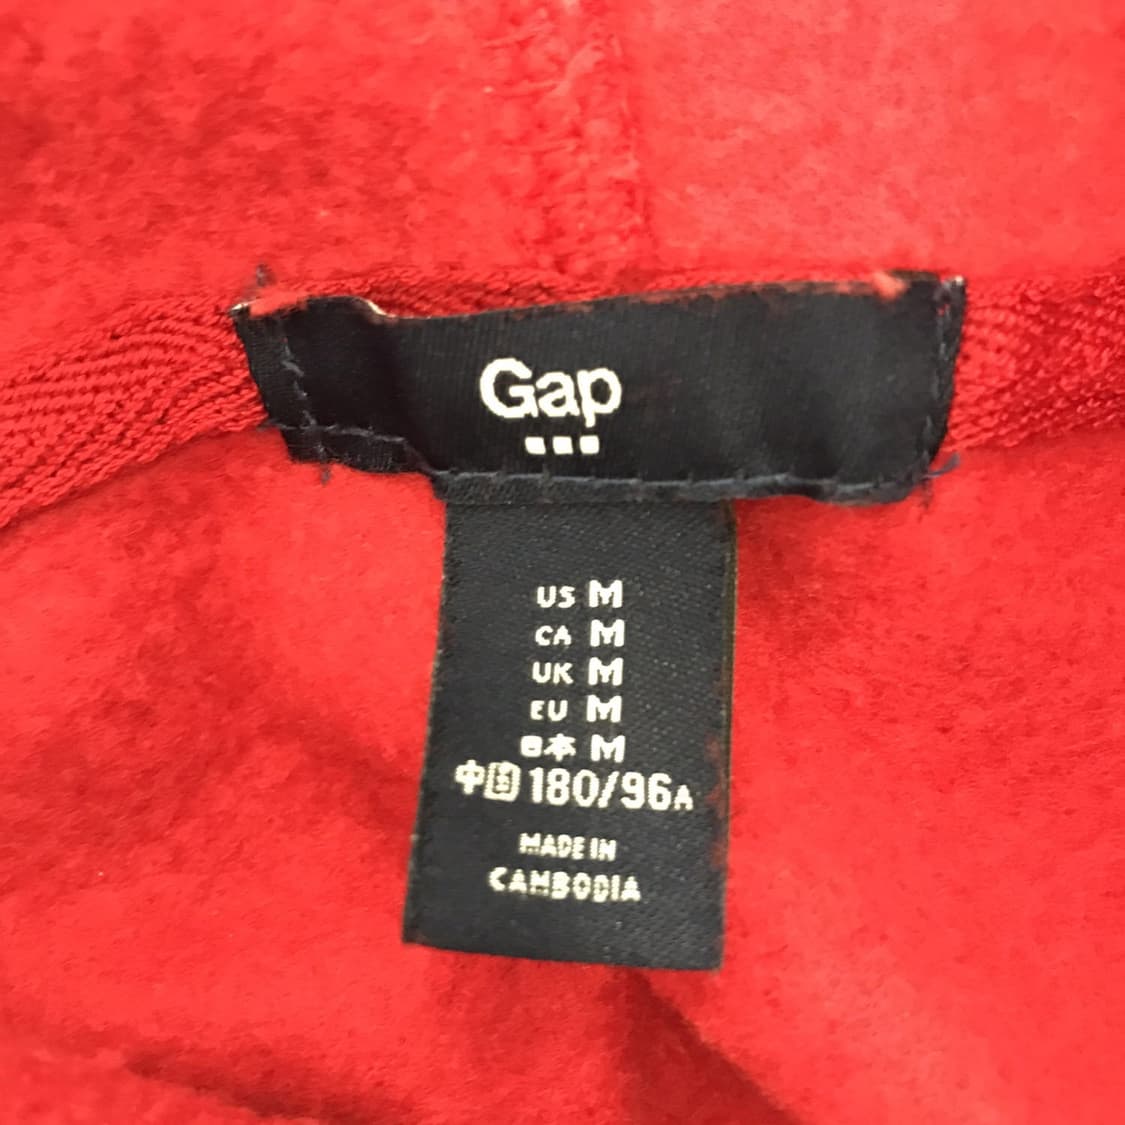 Gap
US M
CA M
UK M
EU M
日本 M
中国 180/96A
MADE IN
CAMBODIA